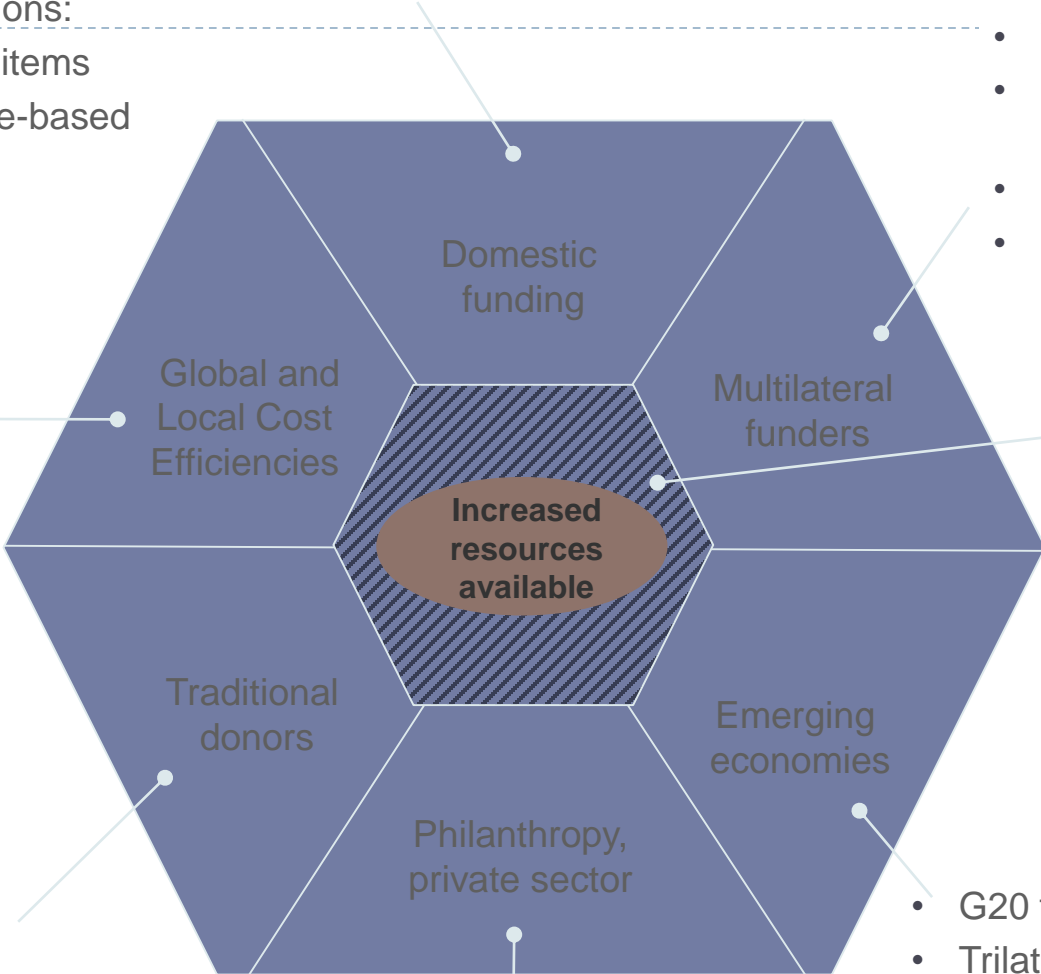 ons:
items
e-based
Domestic
funding
Global and
Local Cost
Efficiencies
Multilateral
funders
Increased
resources
available
Traditional
donors
Emerging
economies
Philanthropy,
private sector
• G20
• Trilat